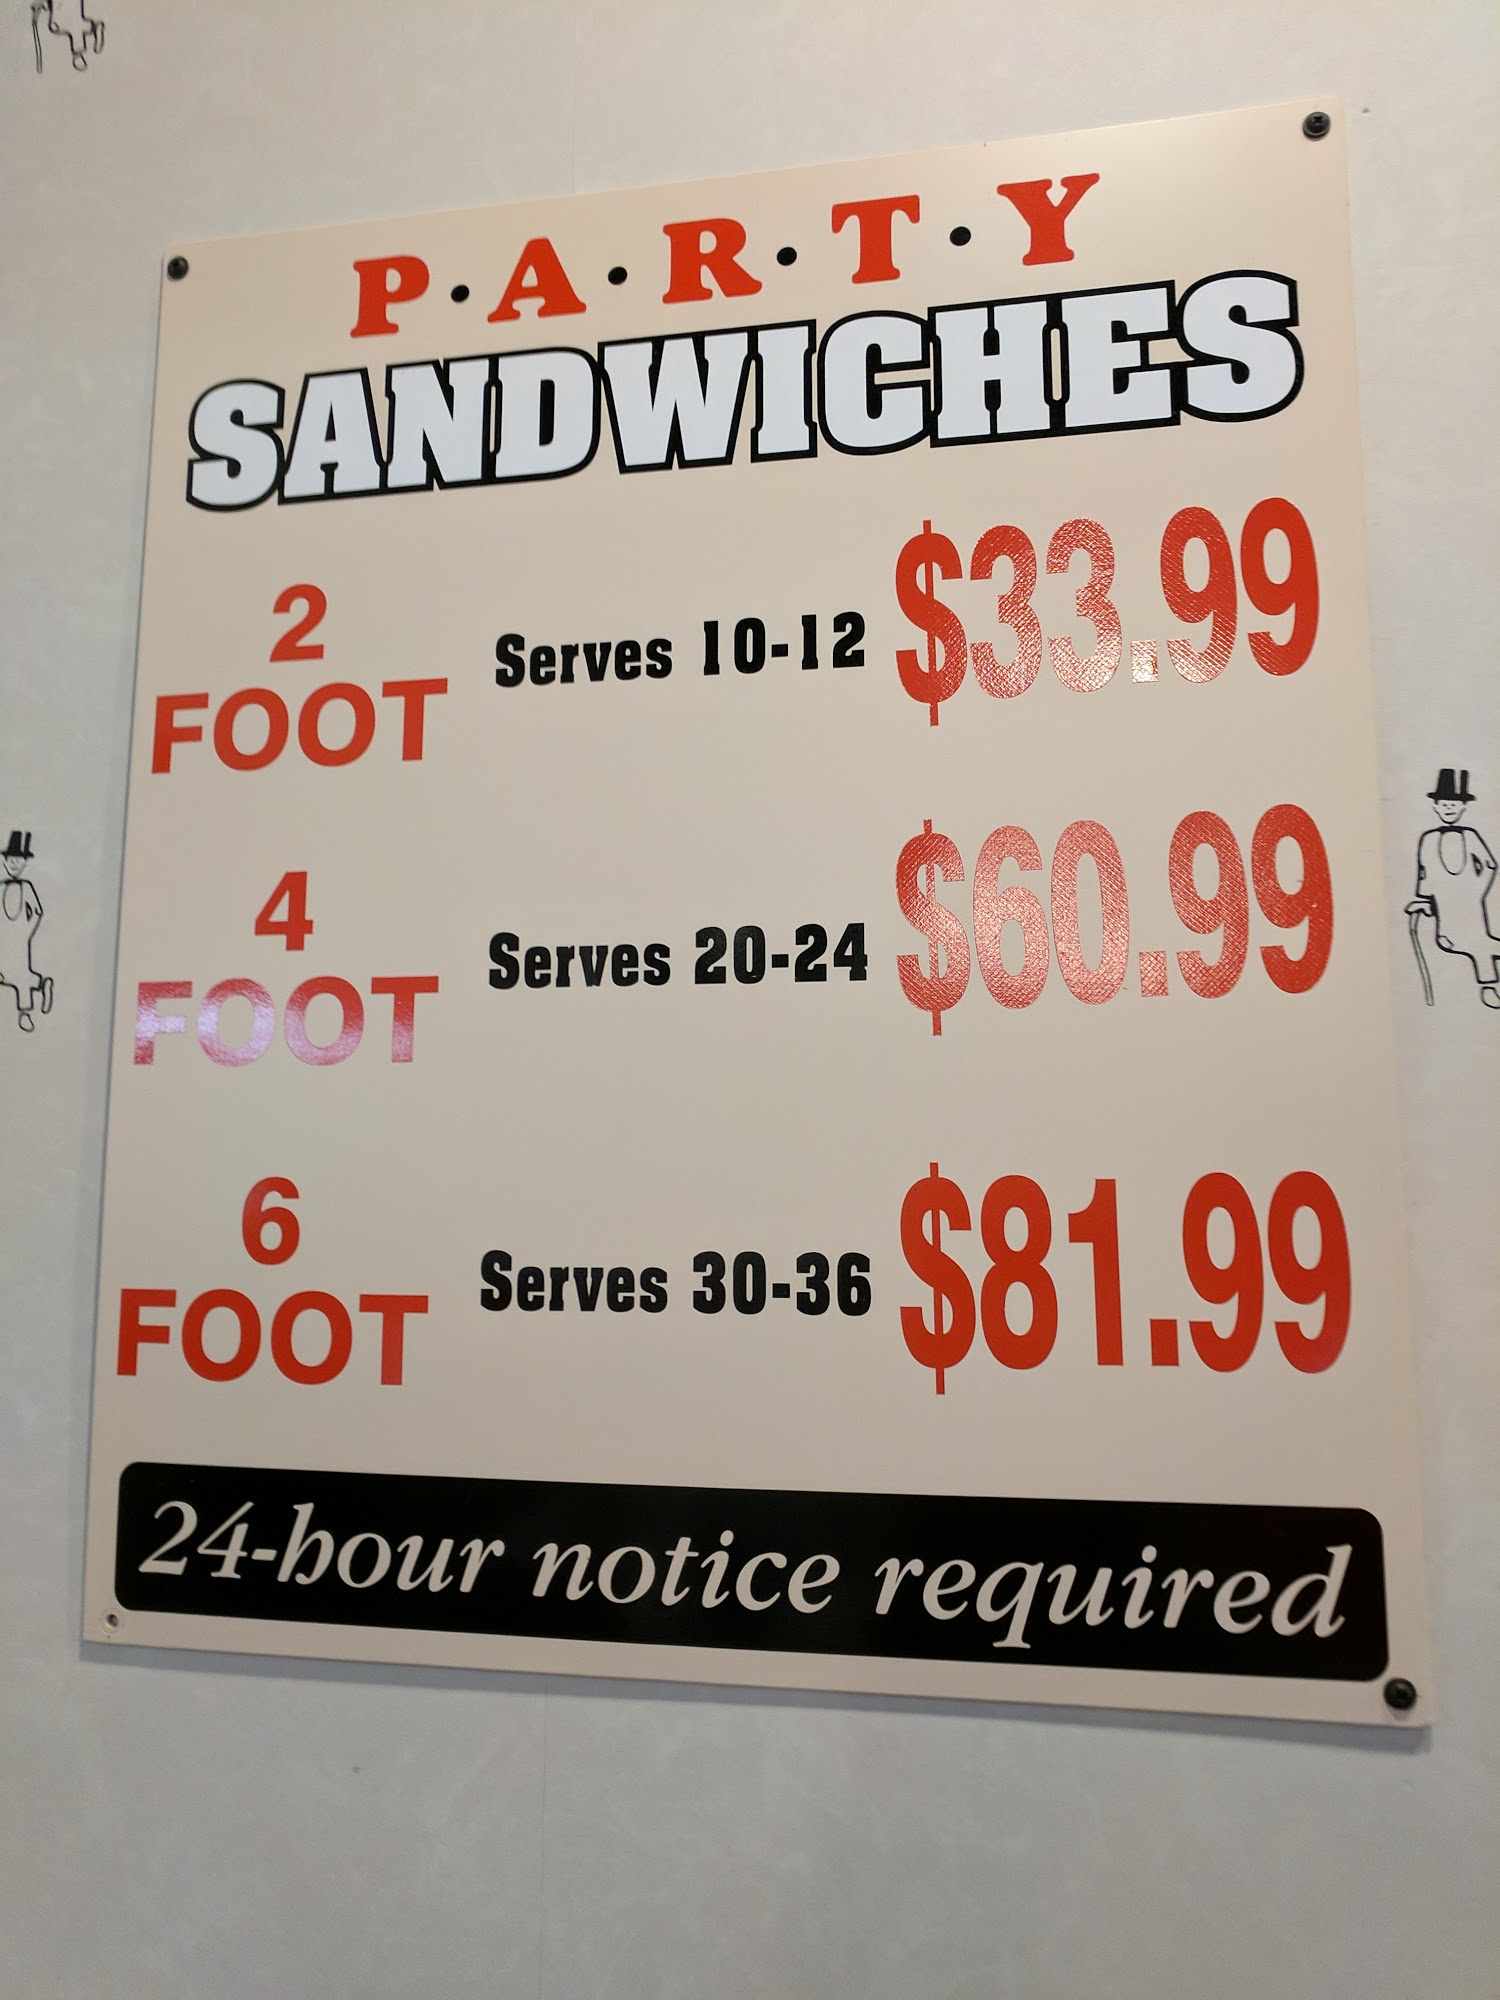 P·A·R·T·Y
SANDWICHES
2
FOOT
Serves 10-12
$33.99
4
FOOT
Serves 20-24
$60.99
6
FOOT
Serves 30-36
$81.99
24-hour notice required